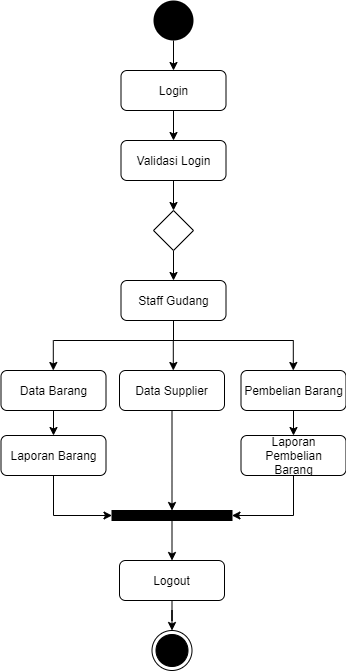 Login
Validasi Login
Staff Gudang
Data Barang
Data Supplier
Pembelian Barang
Laporan Barang
Laporan
Pembelian
Barang
Logout